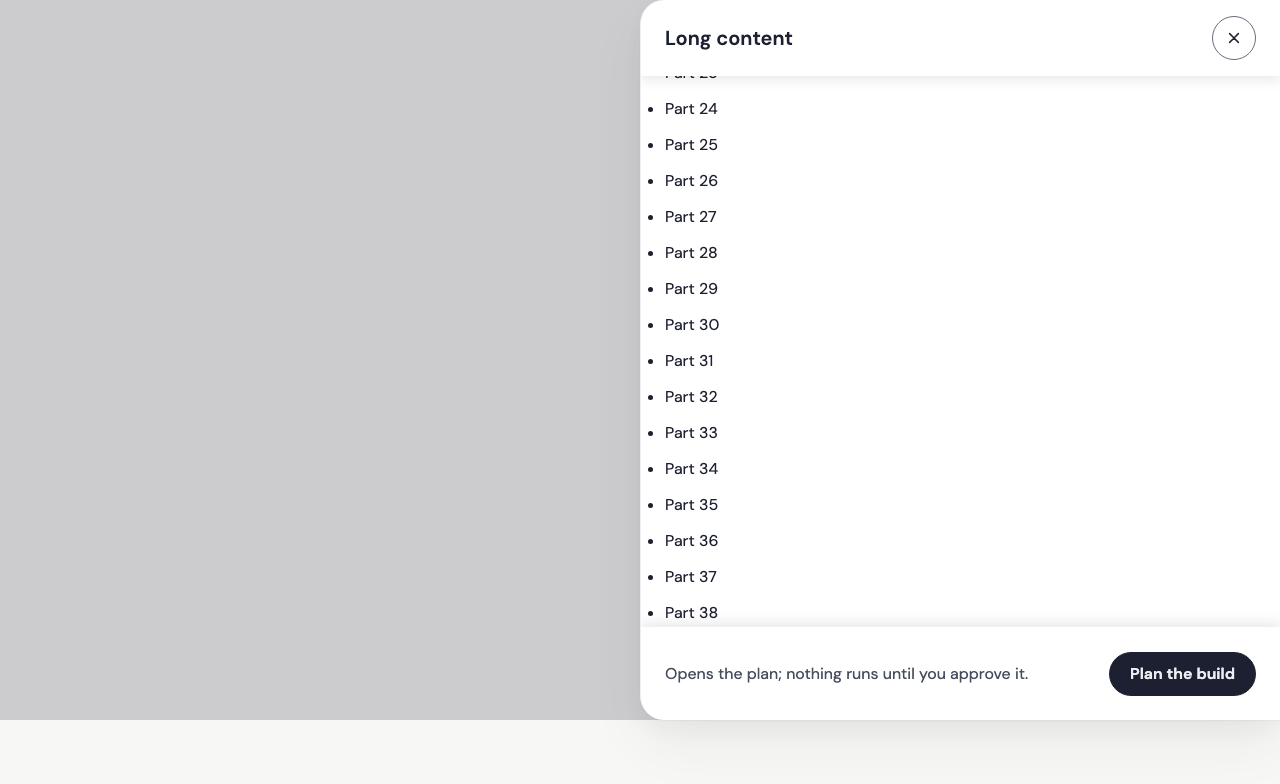 Long content
Part 24
Part 25
Part 26
Part 27
Part 28
Part 29
Part 30
Part 31
Part 32
Part 33
Part 34
Part 35
Part 36
Part 37
Part 38
Opens the plan; nothing runs until you approve it.
Plan the build